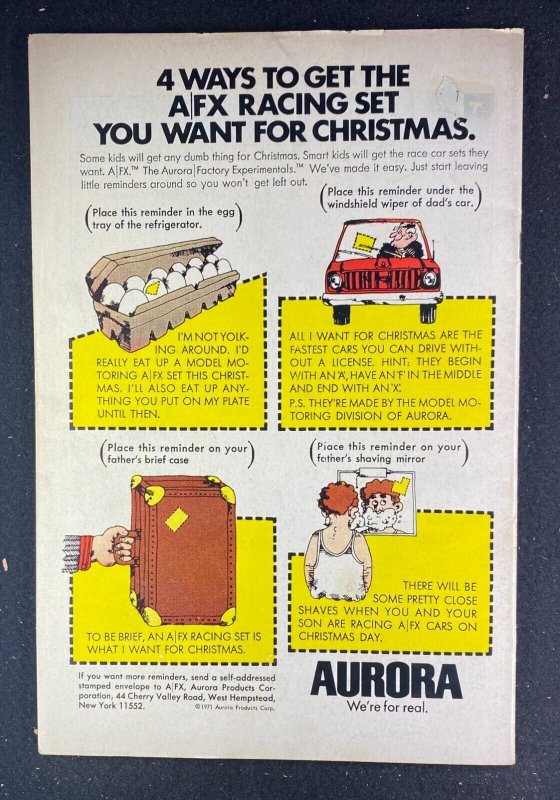 4 WAYS TO GET THE
A|FX RACING SET
YOU WANT FOR CHRISTMAS.
Some kids will get any dumb thing for Christmas. Smart kids will get the race car sets they
want. A|FX.™ The Aurora|Factory Experimentals.™ We've made it easy. Just start leaving
little reminders around so you won't get left out.
(Place this reminder in the egg
tray of the refrigerator.)
I'M NOT YOLK-
ING AROUND. I'D
REALLY EAT UP A MODEL MO-
TORING A|FX SET THIS CHRIST-
MAS. I'LL ALSO EAT UP ANY-
THING YOU PUT ON MY PLATE
UNTIL THEN.
(Place this reminder under the
windshield wiper of dad's car.)
ALL I WANT FOR CHRISTMAS ARE THE
FASTEST CARS YOU CAN DRIVE WITH-
OUT A LICENSE. HINT: THEY BEGIN
WITH AN 'A', HAVE AN 'F' IN THE MIDDLE
AND END WITH AN 'X'.
P.S. THEY'RE MADE BY THE MODEL MO-
TORING DIVISION OF AURORA.
(Place this reminder on your
father's brief case)
TO BE BRIEF, AN A|FX RACING SET IS
WHAT I WANT FOR CHRISTMAS.
(Place this reminder on your
father's shaving mirror)
THERE WILL BE
SOME PRETTY CLOSE
SHAVES WHEN YOU AND YOUR
SON ARE RACING A|FX CARS ON
CHRISTMAS DAY.
If you want more reminders, send a self-addressed
stamped envelope to A|FX, Aurora Products Cor-
poration, 44 Cherry Valley Road, West Hempstead,
New York 11552. ©1971 Aurora Products Corp.
AURORA
We're for real.